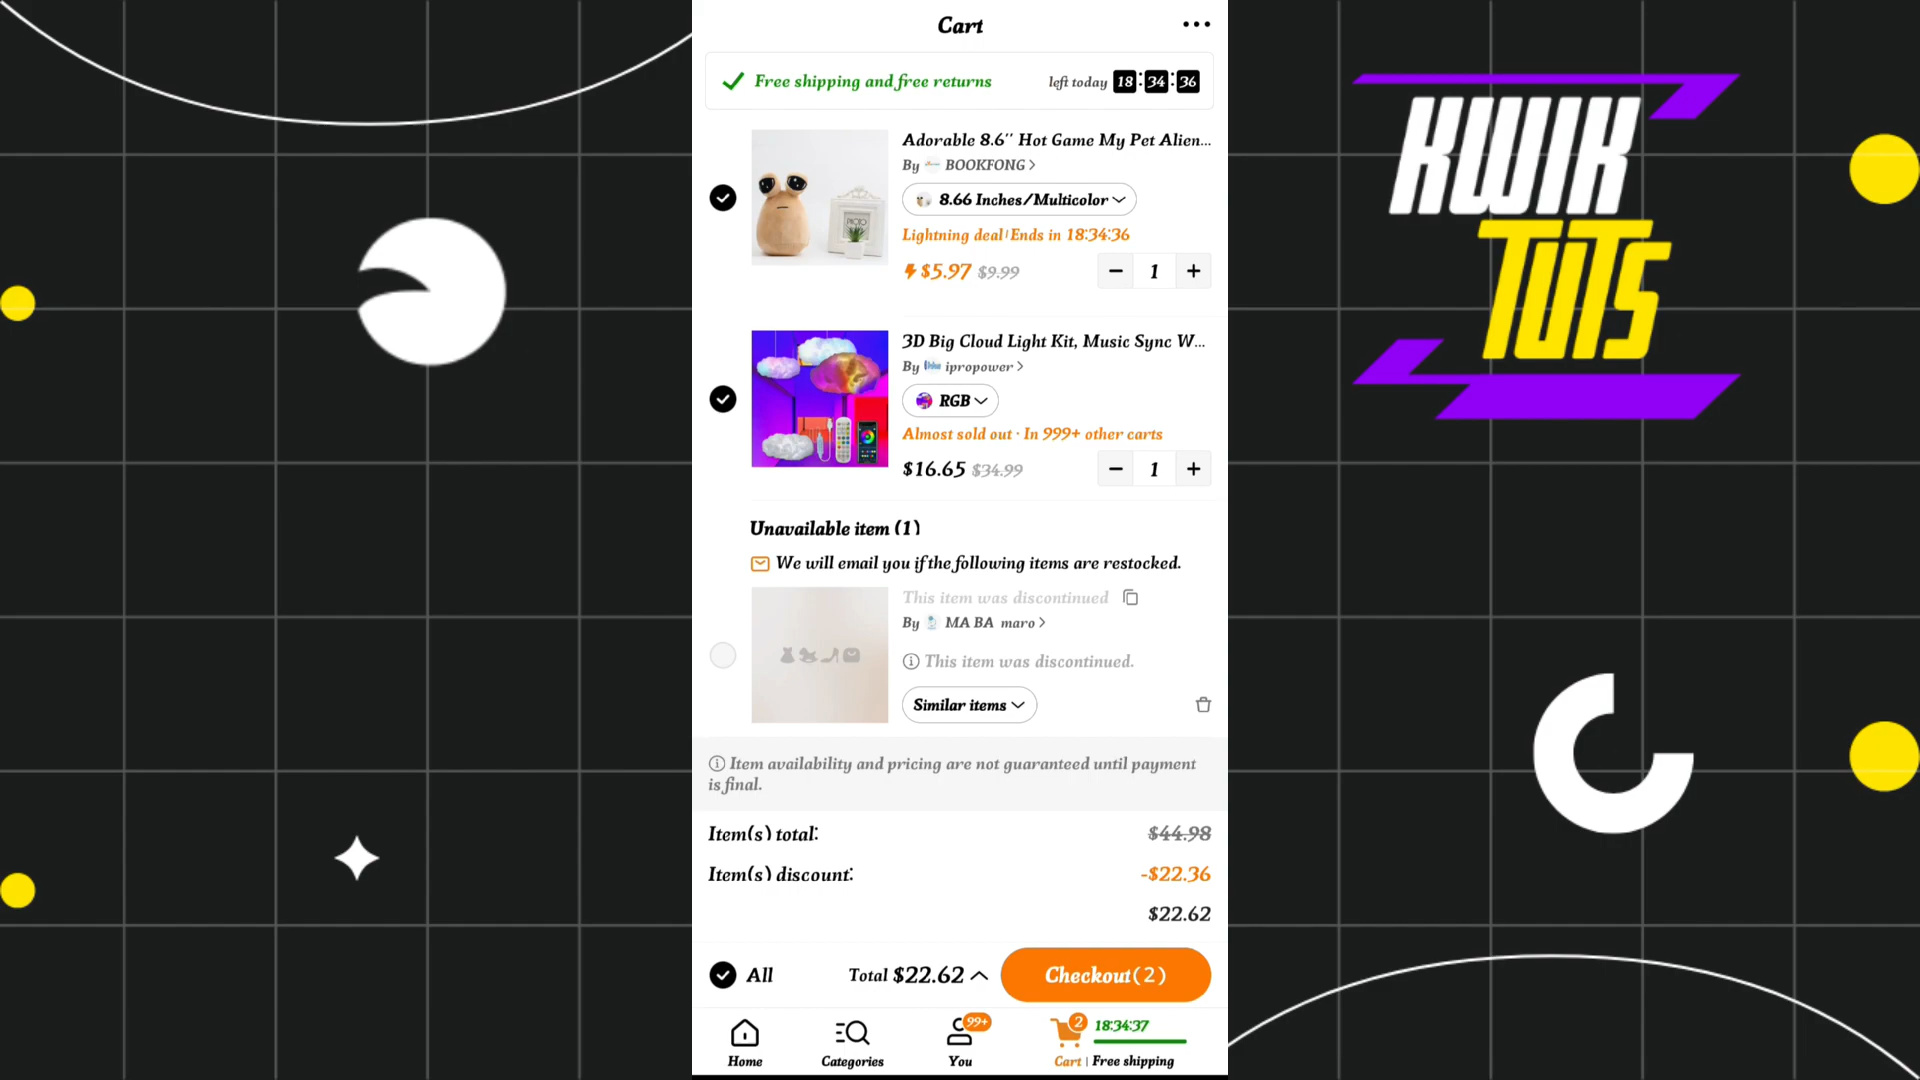 Cart
Free shipping and free returns
left today 18:34:36
Adorable 8.6'' Hot Game My Pet Alien...
By BOOKFONG
8.66 Inches/Multicolor
Lightning deal Ends in 18:34:36
$5.97 $9.99
1
3D Big Cloud Light Kit, Music Sync W...
By ipropower
RGB
Almost sold out · In 999+ other carts
$16.65 $34.99
1
Unavailable item (1)
We will email you if the following items are restocked.
This item was discontinued
By MA BA maro
This item was discontinued.
Similar items
Item availability and pricing are not guaranteed until payment
is final.
Item(s) total: $44.98
Item(s) discount: -$22.36
$22.62
All
Total $22.62
Checkout(2)
99+
2
18:34:37
Home
Categories
You
Cart | Free shipping
KWIK
TUTS